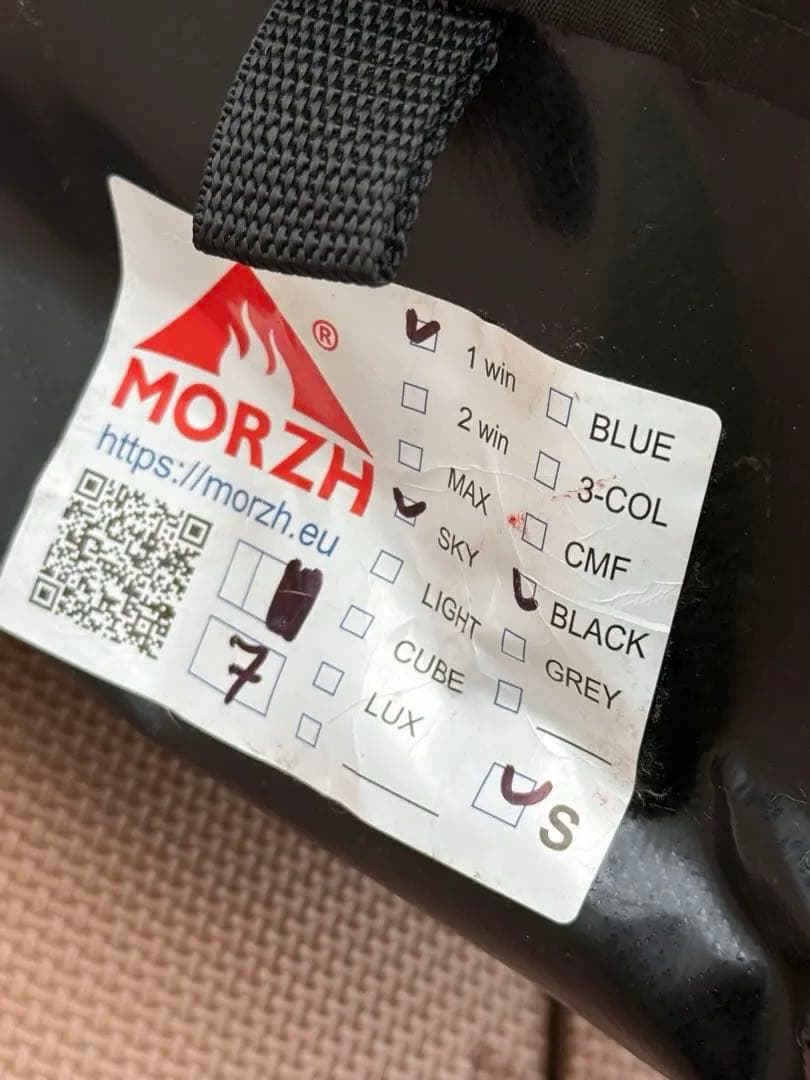 ®
MORZH
https://morzh.eu
7
1 win
2 win
MAX
SKY
LIGHT
CUBE
LUX
BLUE
3-COL
CMF
BLACK
GREY
S